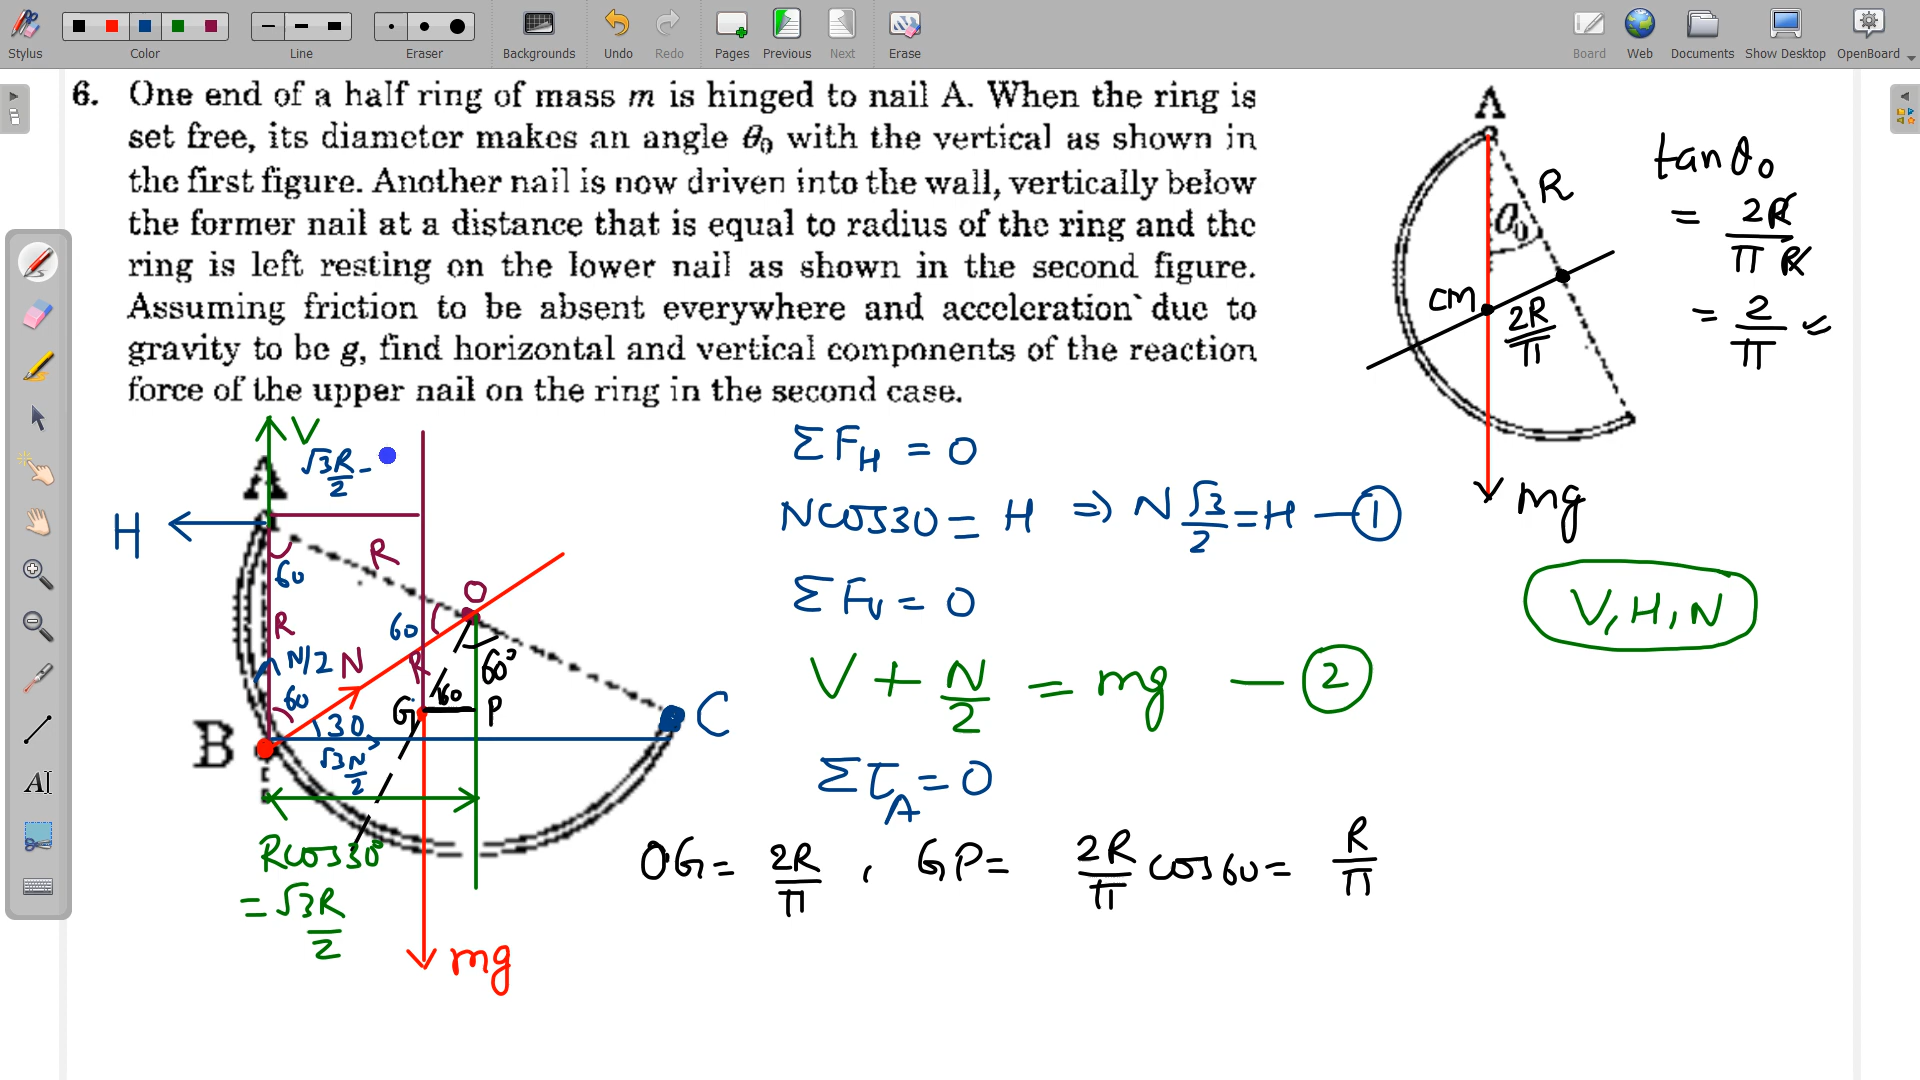 Stylus
Color
Line
Eraser
Backgrounds
Undo
Redo
Pages
Previous
Next
Erase
Board
Web
Documents
Show Desktop
OpenBoard
6. One end of a half ring of mass m is hinged to nail A. When the ring is
set free, its diameter makes an angle θ₀ with the vertical as shown in
the first figure. Another nail is now driven into the wall, vertically below
the former nail at a distance that is equal to radius of the ring and the
ring is left resting on the lower nail as shown in the second figure.
Assuming friction to be absent everywhere and acceleration due to
gravity to be g, find horizontal and vertical components of the reaction
force of the upper nail on the ring in the second case.
A
R
θ₀
CM
2R/π
mg
tanθ₀
= 2R/πR
= 2/π
V, H, N
V
√3R/2 -
A
H
60
R
R
O
60
N/2
N
R
60°
60
60
G
P
30
B
√3N/2
C
Rcos30°
= √3R/2
mg
ΣF_H = 0
Ncos30 = H ⇒ N√3/2 = H — ①
ΣF_V = 0
V + N/2 = mg — ②
Στ_A = 0
OG = 2R/π , GP = 2R/π cos60 = R/π
AI